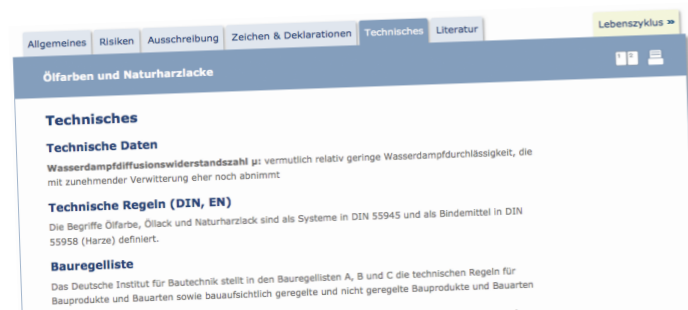 Allgemeines Risiken Ausschreibung Zeichen & Deklarationen Technisches Literatur Lebenszyklus »
Ölfarben und Naturharzlacke
Technisches
Technische Daten
Wasserdampfdiffusionswiderstandszahl µ: vermutlich relativ geringe Wasserdampfdurchlässigkeit, die
mit zunehmender Verwitterung eher noch abnimmt
Technische Regeln (DIN, EN)
Die Begriffe Ölfarbe, Öllack und Naturharzlack sind als Systeme in DIN 55945 und als Bindemittel in DIN
55958 (Harze) definiert.
Bauregelliste
Das Deutsche Institut für Bautechnik stellt in den Bauregellisten A, B und C die technischen Regeln für
Bauprodukte und Bauarten sowie bauaufsichtlich geregelte und nicht geregelte Bauprodukte und Bauarten